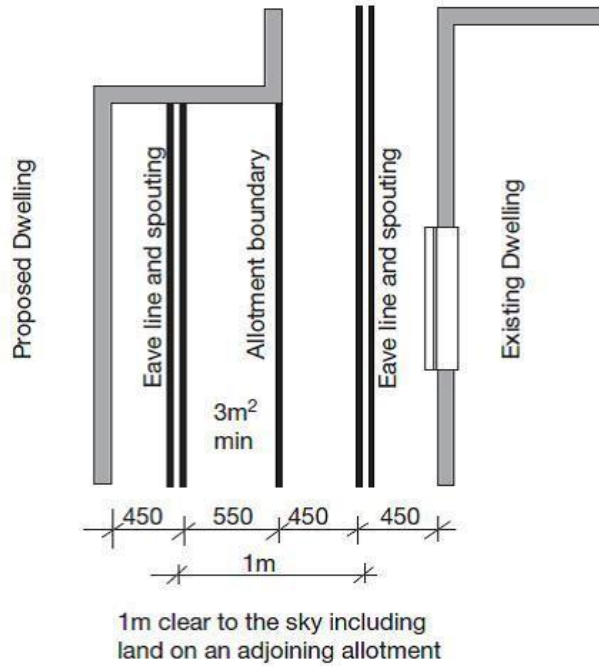 Proposed Dwelling
Eave line and spouting
Allotment boundary
Eave line and spouting
Existing Dwelling
3m²
min
450 550 450 450
1m
1m clear to the sky including
land on an adjoining allotment